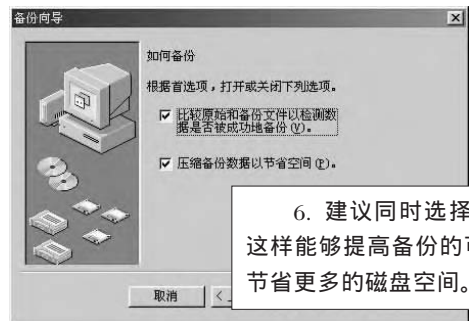 备份向导
如何备份
根据首选项，打开或关闭下列选项。
比较原始和备份文件以检测数
据是否被成功地备份(V)。
压缩备份数据以节省空间(P)。
6. 建议同时选择
这样能够提高备份的可
节省更多的磁盘空间。
取消